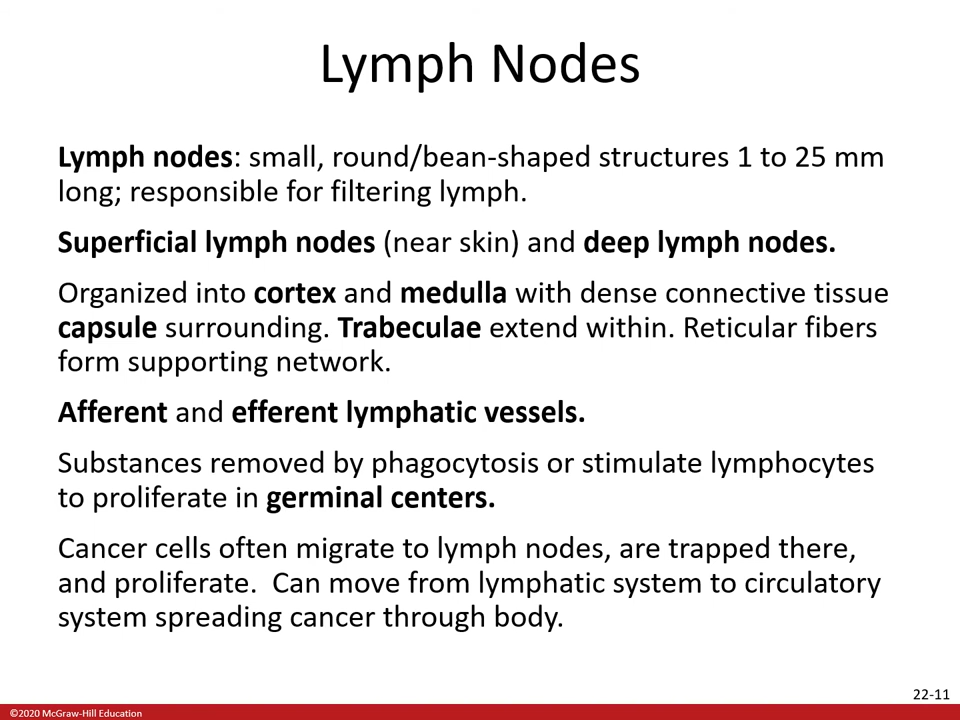 Lymph Nodes
Lymph nodes: small, round/bean-shaped structures 1 to 25 mm
long; responsible for filtering lymph.
Superficial lymph nodes (near skin) and deep lymph nodes.
Organized into cortex and medulla with dense connective tissue
capsule surrounding. Trabeculae extend within. Reticular fibers
form supporting network.
Afferent and efferent lymphatic vessels.
Substances removed by phagocytosis or stimulate lymphocytes
to proliferate in germinal centers.
Cancer cells often migrate to lymph nodes, are trapped there,
and proliferate.  Can move from lymphatic system to circulatory
system spreading cancer through body.
22-11
©2020 McGraw-Hill Education